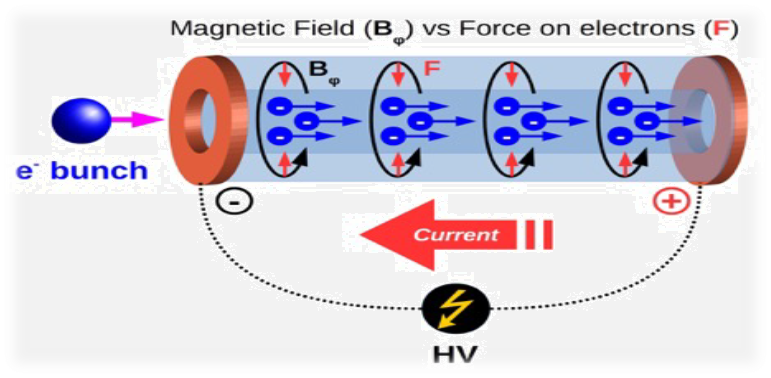 Magnetic Field (Bφ) vs Force on electrons (F)
Bφ
F
e- bunch
-
+
Current
HV